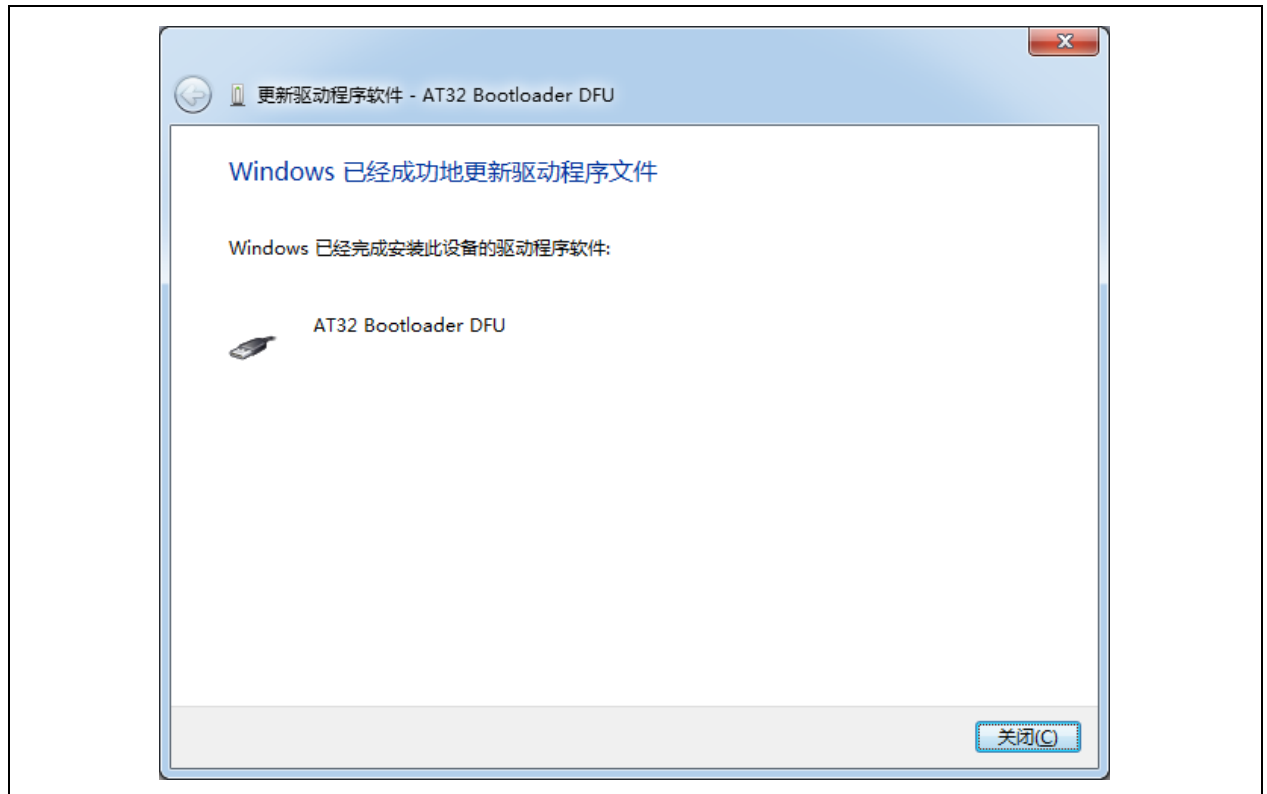 更新驱动程序软件 - AT32 Bootloader DFU
Windows 已经成功地更新驱动程序文件
Windows 已经完成安装此设备的驱动程序软件:
AT32 Bootloader DFU
关闭(C)